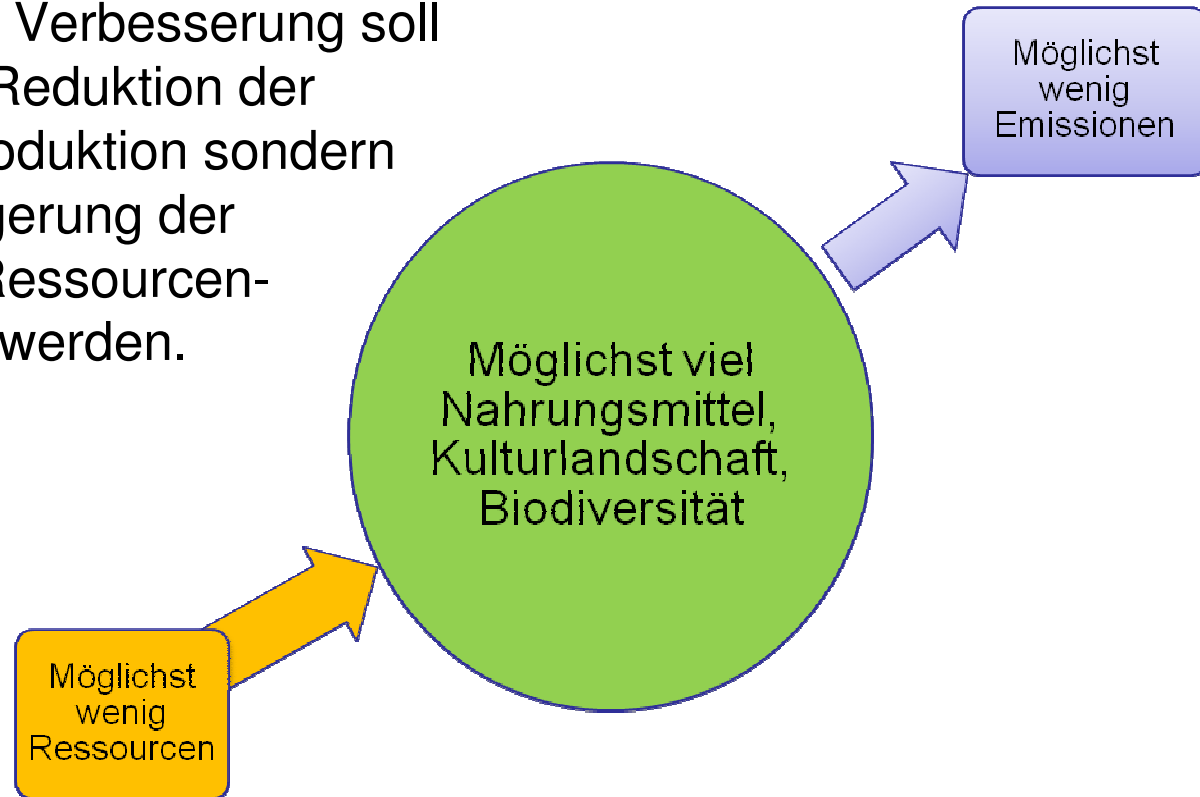 Verbesserung soll
Reduktion der
oduktion sondern
gerung der
Ressourcen-
werden.
Möglichst
wenig
Emissionen
Möglichst viel
Nahrungsmittel,
Kulturlandschaft,
Biodiversität
Möglichst
wenig
Ressourcen